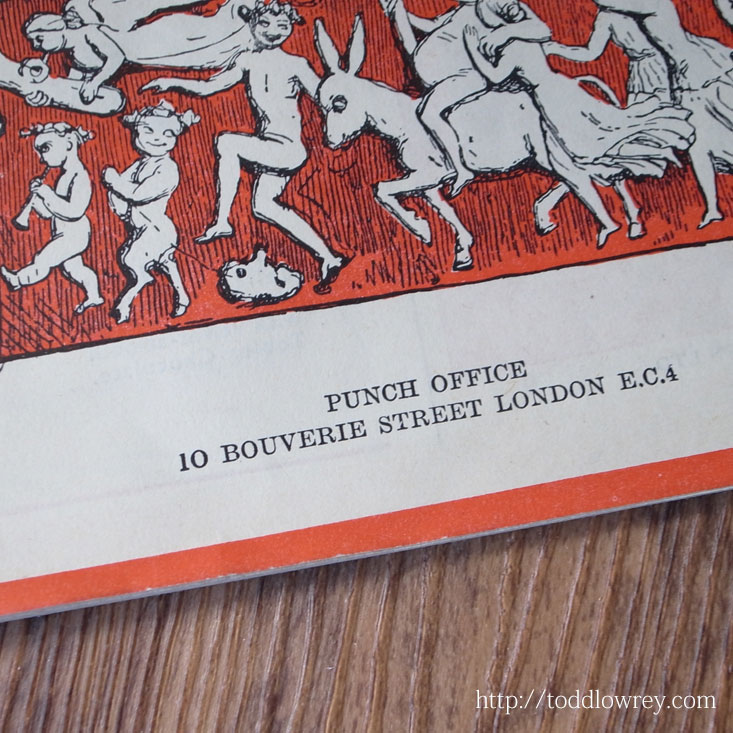 PUNCH OFFICE
10 BOUVERIE STREET LONDON E.C.4
http://toddlowrey.com